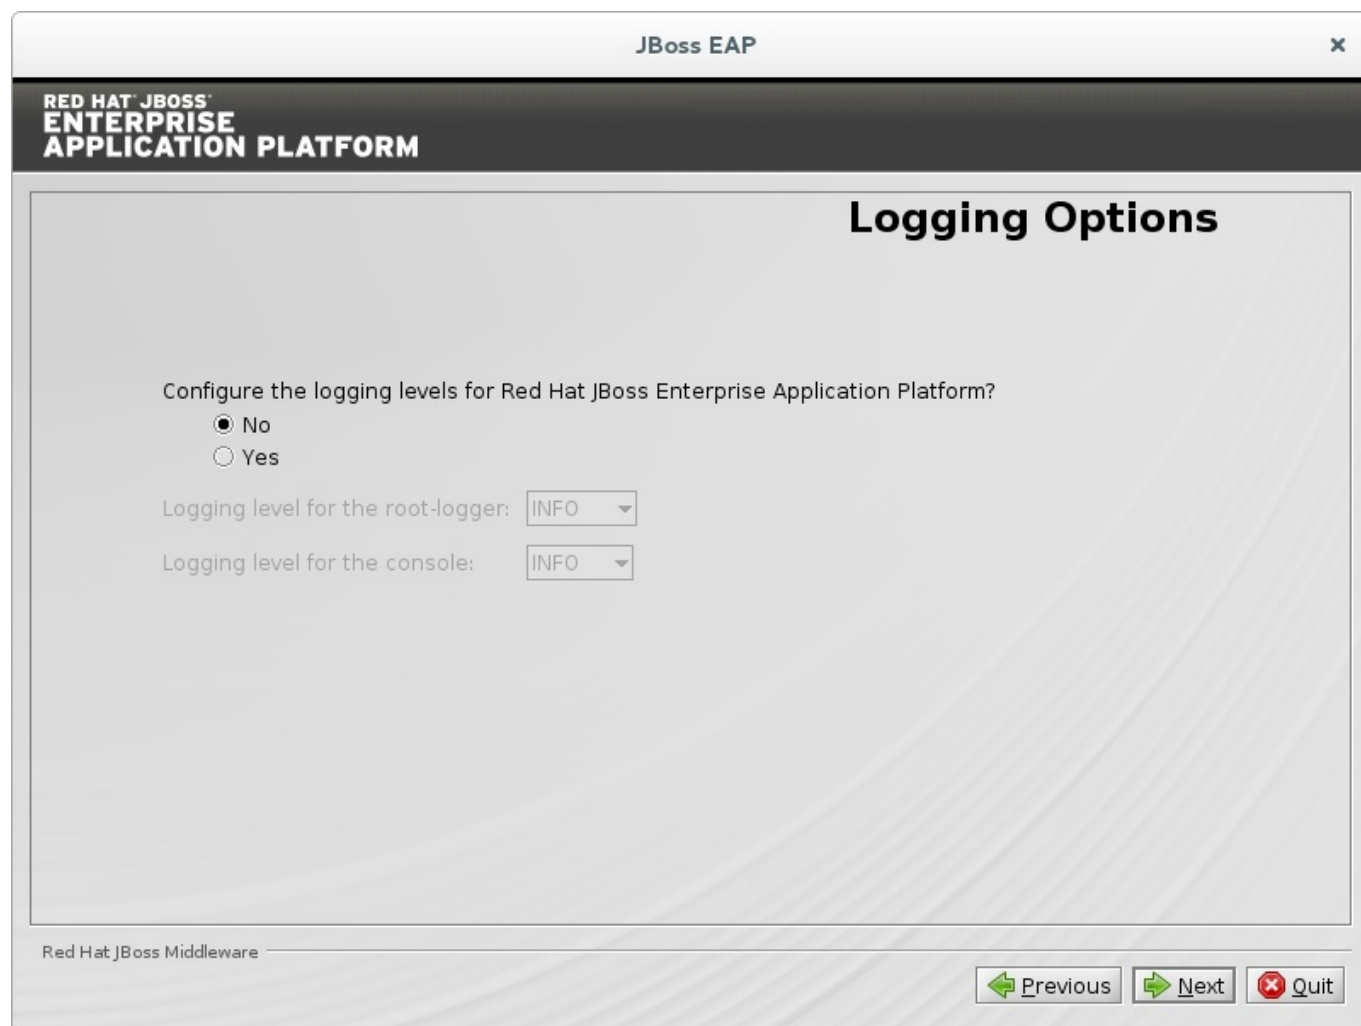 JBoss EAP
RED HAT JBOSS
ENTERPRISE
APPLICATION PLATFORM
Logging Options
Configure the logging levels for Red Hat JBoss Enterprise Application Platform?
No
Yes
Logging level for the root-logger: INFO
Logging level for the console: INFO
Red Hat JBoss Middleware
Previous Next Quit